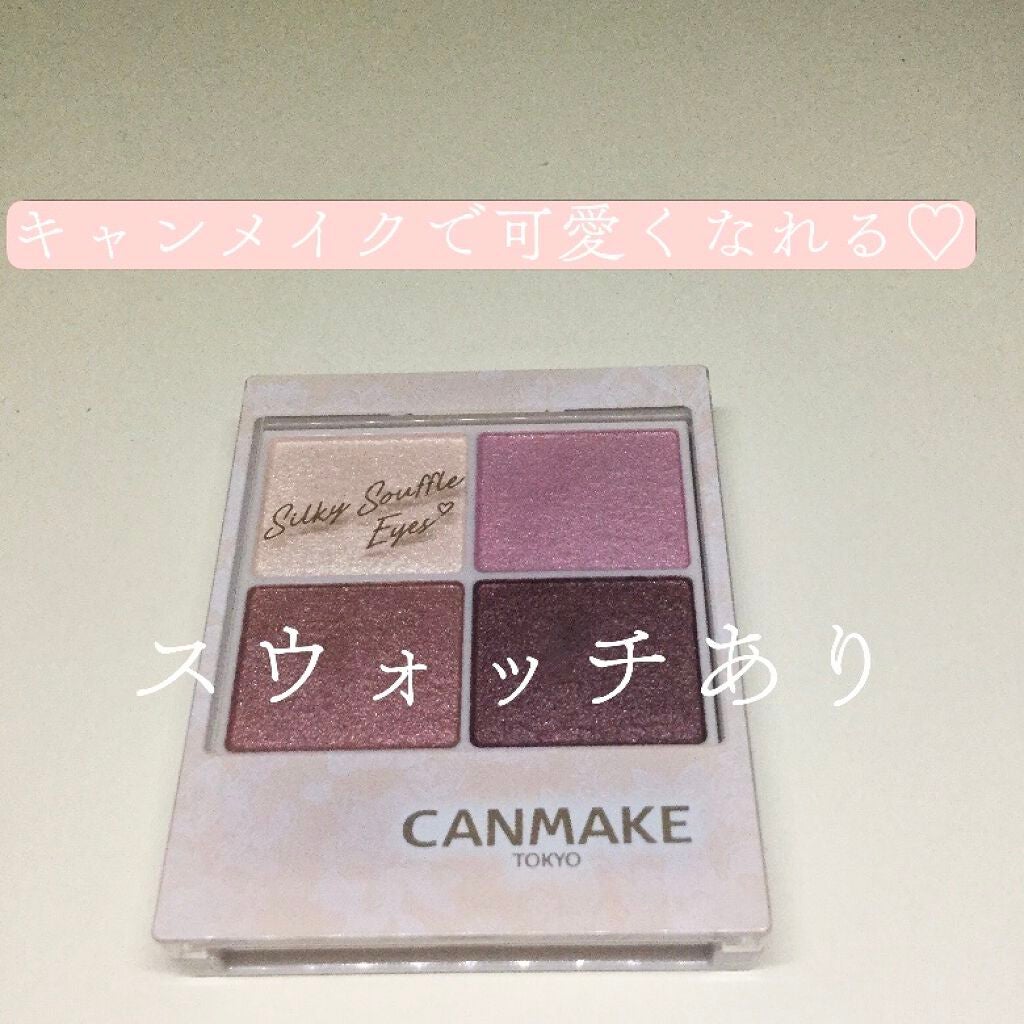 キャンメイクで可愛くなれる♡
Silky Souffle
Eyes♡
スウォッチあり
CANMAKE
TOKYO